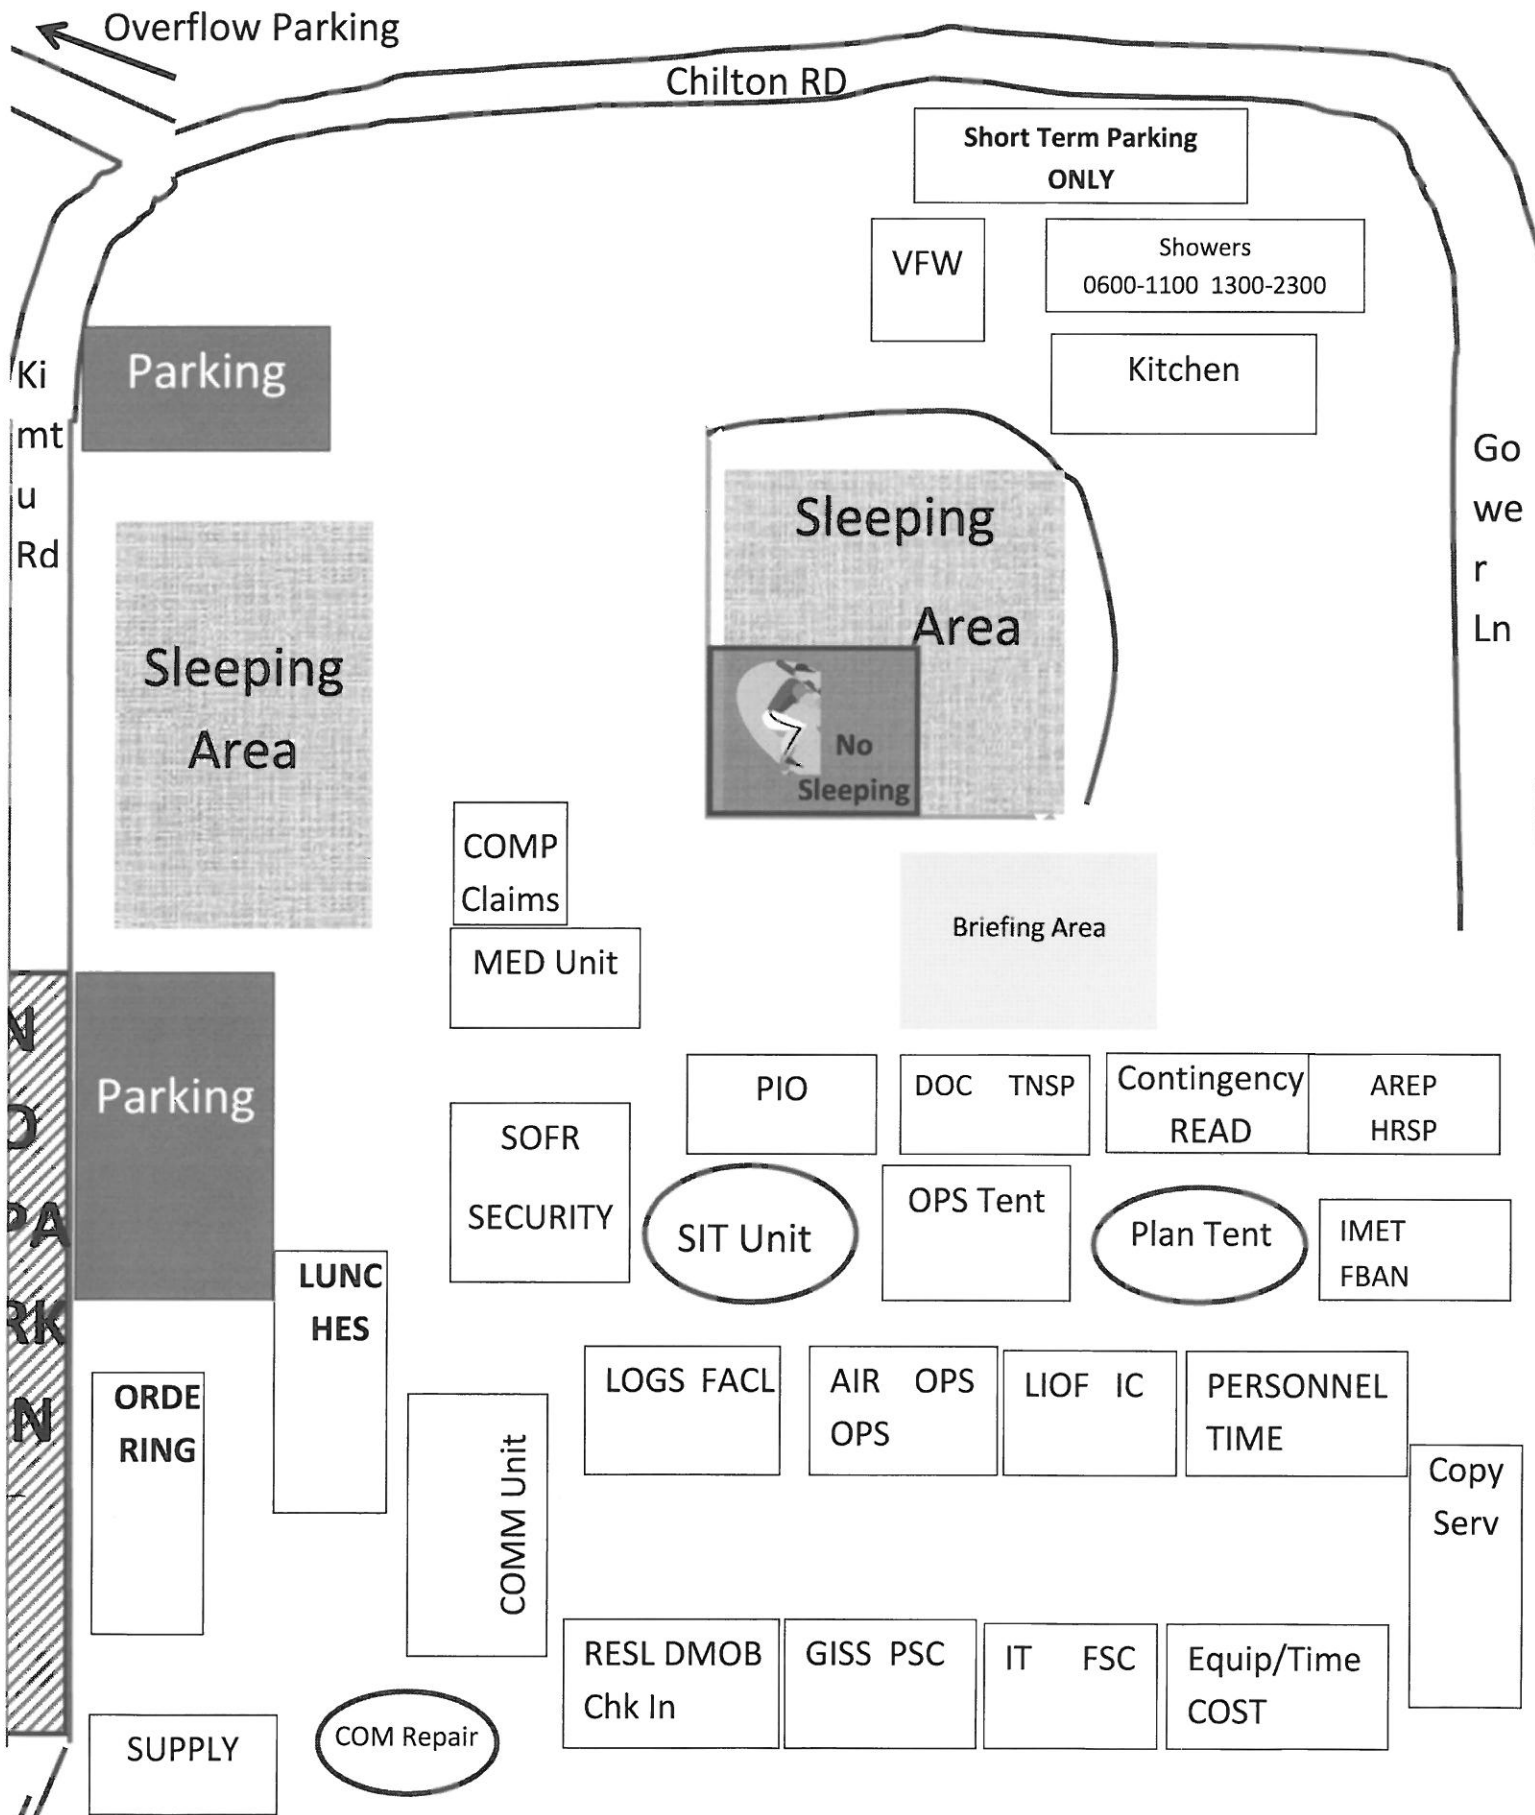 Overflow Parking
Chilton RD
Short Term Parking
ONLY
VFW
Showers
0600-1100 1300-2300
Kitchen
Parking
Ki
mt
u
Rd
Go
we
r
Ln
Sleeping
Area
No
Sleeping
Sleeping
Area
COMP
Claims
MED Unit
Briefing Area
N
O
PA
RK
IN
Parking
PIO
DOC TNSP
Contingency
READ
AREP
HRSP
SOFR
SECURITY
SIT Unit
OPS Tent
Plan Tent
IMET
FBAN
LUNC
HES
ORDE
RING
COMM Unit
LOGS FACL
AIR OPS
OPS
LIOF IC
PERSONNEL
TIME
Copy
Serv
RESL DMOB
Chk In
GISS PSC
IT FSC
Equip/Time
COST
SUPPLY
COM Repair